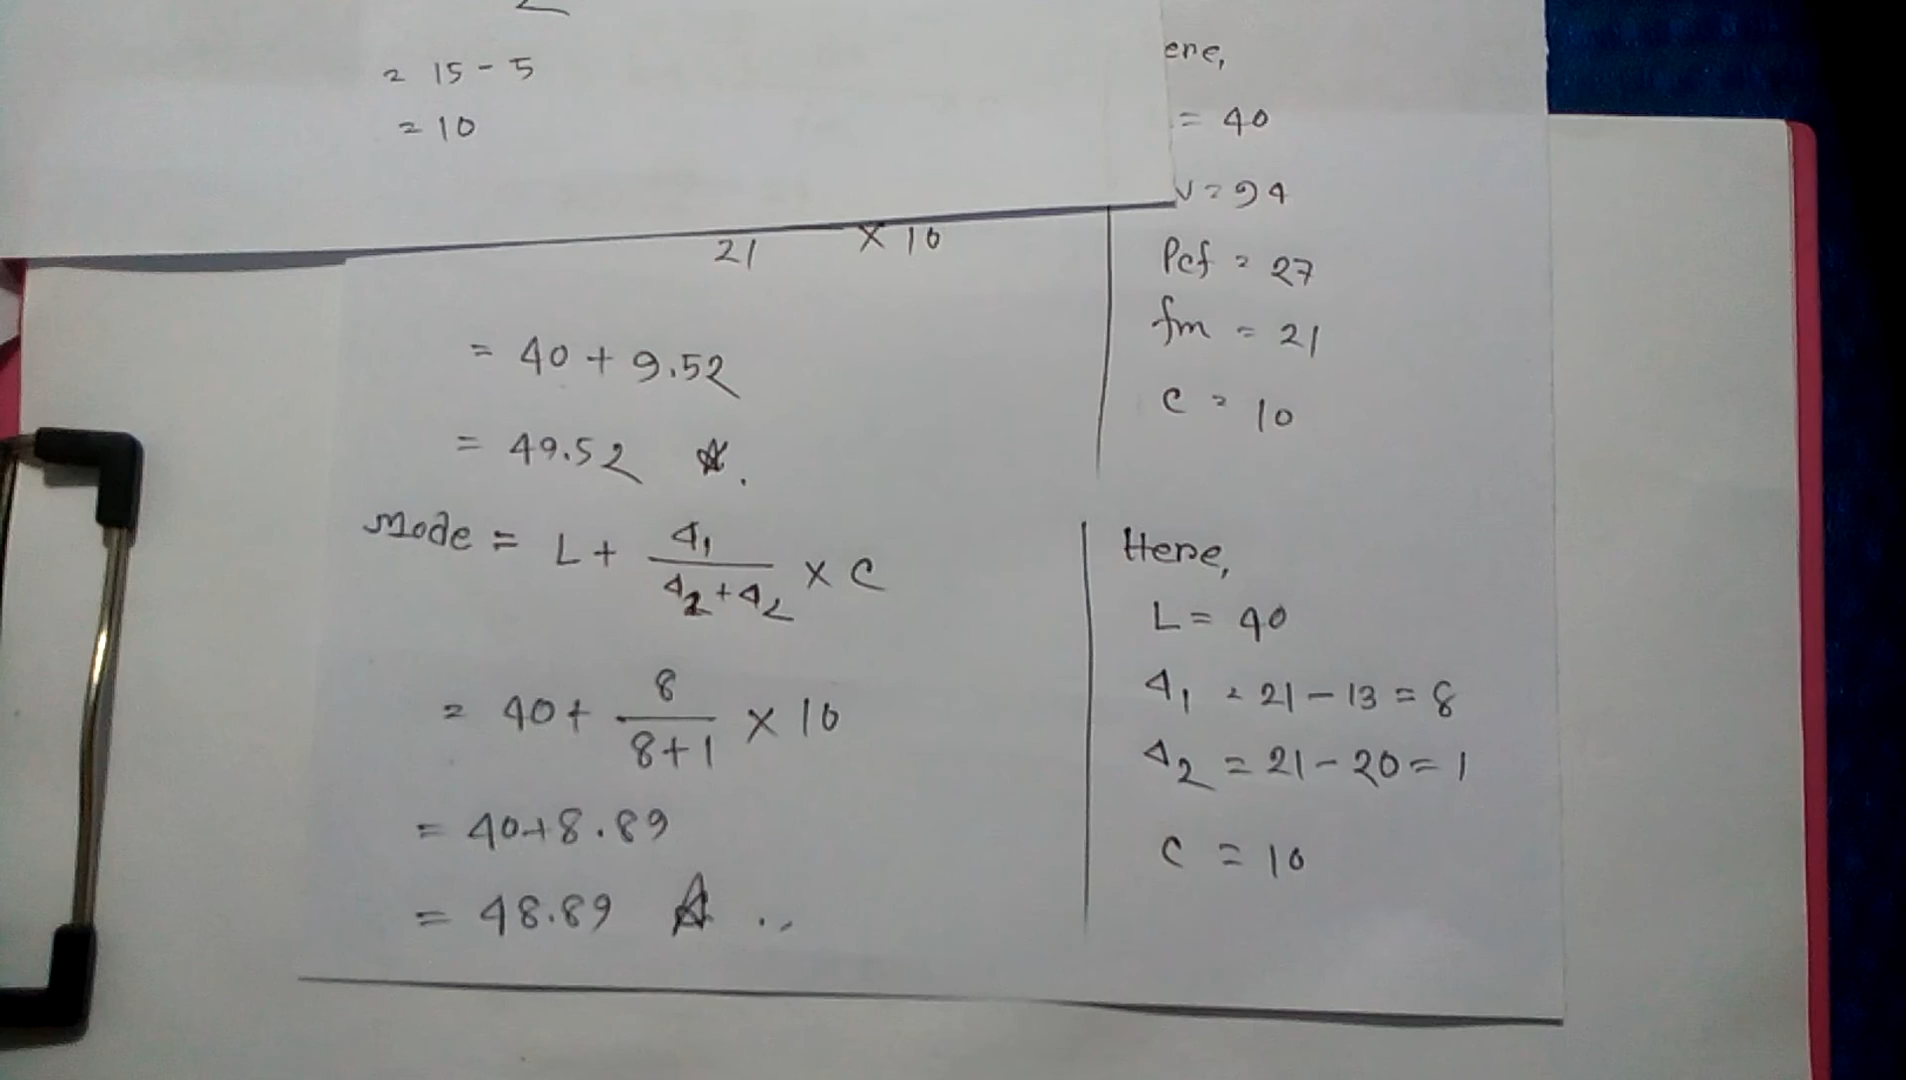 = 15 - 5
= 10
ere,
= 40
= 94
Pcf = 27
fm = 21
c = 10
21 × 10
= 40 + 9.52
= 49.52
Mode = L + Δ1 / Δ2 + Δ2 × C
= 40 + 8 / 8+1 × 10
= 40+8.89
= 48.89
Here,
L = 40
Δ1 = 21 - 13 = 8
Δ2 = 21 - 20 = 1
C = 10